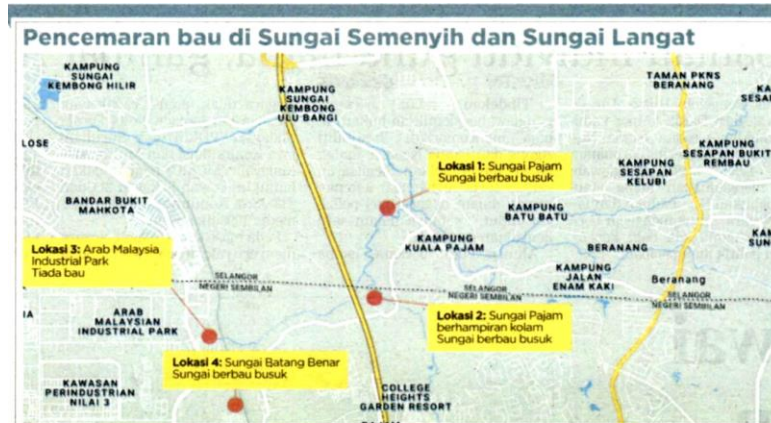 Pencemaran bau di Sungai Semenyih dan Sungai Langat
KAMPUNG
SUNGAI
KEMBONG HILIR
KAMPUNG
SUNGAI
KEMBONG
ULU BANGI
TAMAN PKNS
BERANANG
LOSE
KAMPUNG
SESAPAN BUKIT
REMBAU
KAMPUNG
SESAPAN
KELUBI
Lokasi 1: Sungai Pajam
Sungai berbau busuk
BANDAR BUKIT
MAHKOTA
KAMPUNG
BATU BATU
KAMPUNG
KUALA PAJAM
BERANANG
Lokasi 3: Arab Malaysia
Industrial Park
Tiada bau
KAMPUNG
JALAN
ENAM KAKI
Beranang
SELANGOR
NEGERI SEMBILAN
SELANGOR
NEGERI SEMBILAN
SELANGOR
NEGERI SEMBILAN
ARAB
MALAYSIAN
INDUSTRIAL PARK
Lokasi 2: Sungai Pajam
berhampiran kolam
Sungai berbau busuk
Lokasi 4: Sungai Batang Benar
Sungai berbau busuk
KAWASAN
PERINDUSTRIAN
NILAI 3
COLLEGE
HEIGHTS
GARDEN RESORT